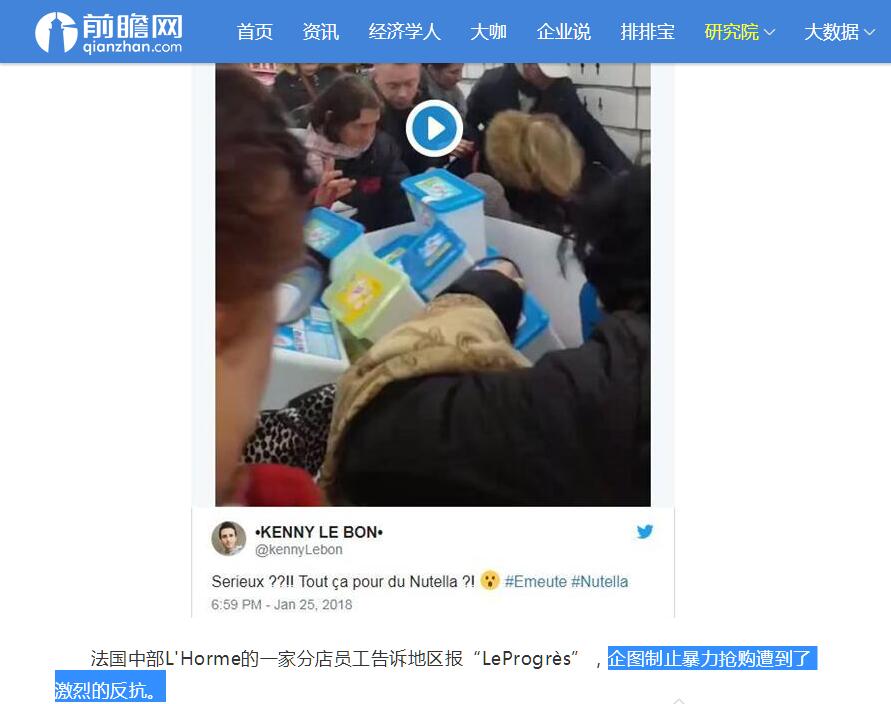 前瞻网
qianzhan.com
首页 资讯 经济学人 大咖 企业说 排排宝 研究院 大数据
•KENNY LE BON•
@kennyLebon
Serieux ??!! Tout ça pour du Nutella ?! 😮 #Emeute #Nutella
6:59 PM - Jan 25, 2018
法国中部L'Horme的一家分店员工告诉地区报“LeProgrès”，企图制止暴力抢购遭到了
激烈的反抗。